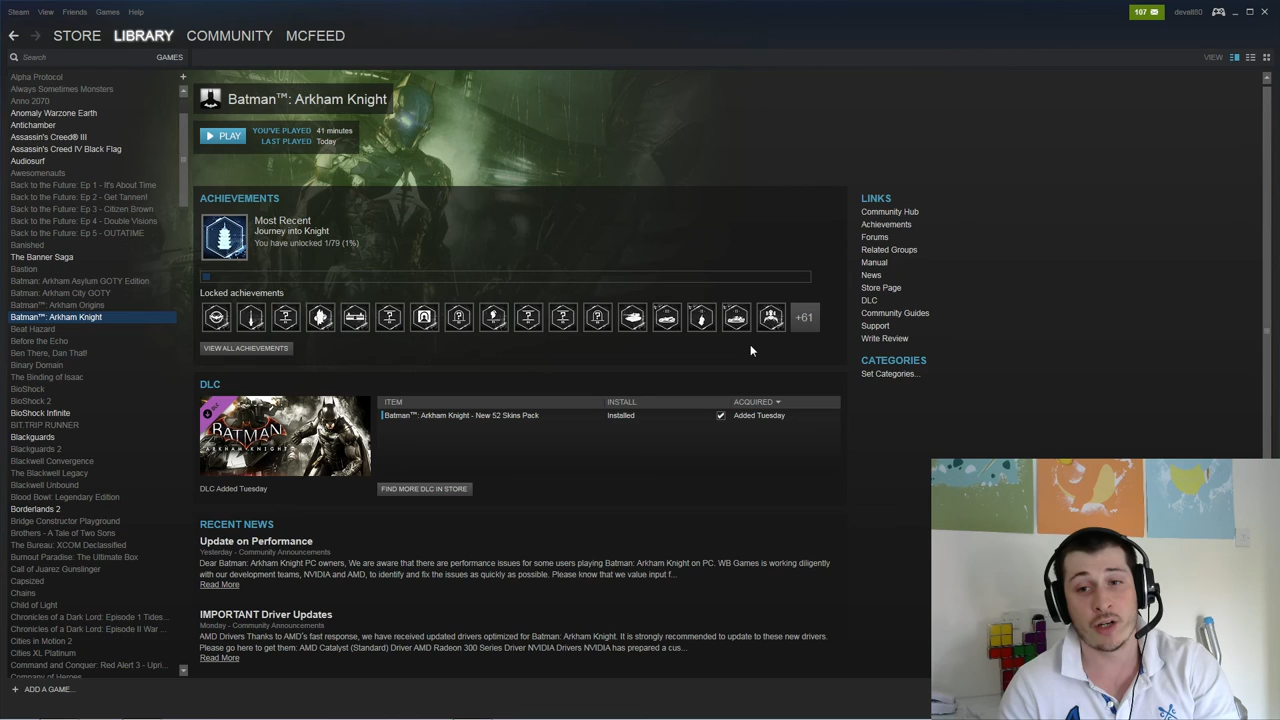 Steam View Friends Games Help
107
devalt80
STORE LIBRARY COMMUNITY MCFEED
Search GAMES
VIEW
Alpha Protocol
Always Sometimes Monsters
Anno 2070
Anomaly Warzone Earth
Antichamber
Assassin's Creed® III
Assassin's Creed IV Black Flag
Audiosurf
Awesomenauts
Back to the Future: Ep 1 - It's About Time
Back to the Future: Ep 2 - Get Tannen!
Back to the Future: Ep 3 - Citizen Brown
Back to the Future: Ep 4 - Double Visions
Back to the Future: Ep 5 - OUTATIME
Banished
The Banner Saga
Bastion
Batman: Arkham Asylum GOTY Edition
Batman: Arkham City GOTY
Batman™: Arkham Origins
Batman™: Arkham Knight
Beat Hazard
Before the Echo
Ben There, Dan That!
Binary Domain
The Binding of Isaac
BioShock
BioShock 2
BioShock Infinite
BIT.TRIP RUNNER
Blackguards
Blackguards 2
Blackwell Convergence
The Blackwell Legacy
Blackwell Unbound
Blood Bowl: Legendary Edition
Borderlands 2
Bridge Constructor Playground
Brothers - A Tale of Two Sons
The Bureau: XCOM Declassified
Burnout Paradise: The Ultimate Box
Call of Juarez Gunslinger
Capsized
Chains
Child of Light
Chronicles of a Dark Lord: Episode 1 Tides...
Chronicles of a Dark Lord: Episode II War ...
Cities in Motion 2
Cities XL Platinum
Command and Conquer: Red Alert 3 - Upri...
Company of Heroes
ADD A GAME...
Batman™: Arkham Knight
PLAY
YOU'VE PLAYED 41 minutes
LAST PLAYED Today
ACHIEVEMENTS
Most Recent
Journey into Knight
You have unlocked 1/79 (1%)
Locked achievements
+61
VIEW ALL ACHIEVEMENTS
DLC
DLC
BATMAN
ARKHAM KNIGHT
DLC Added Tuesday
ITEM INSTALL ACQUIRED
Batman™: Arkham Knight - New 52 Skins Pack Installed Added Tuesday
FIND MORE DLC IN STORE
RECENT NEWS
Update on Performance
Yesterday - Community Announcements
Dear Batman: Arkham Knight PC owners, We are aware that there are performance issues for some users playing Batman: Arkham Knight on PC. WB Games is working diligently
with our development teams, NVIDIA and AMD, to identify and fix the issues as quickly as possible. Please know that we value input f...
Read More
IMPORTANT Driver Updates
Monday - Community Announcements
AMD Drivers Thanks to AMD's fast response, we have received updated drivers optimized for Batman: Arkham Knight. It is strongly recommended to update to these new drivers.
Please go here to get them: AMD Catalyst (Standard) Driver AMD Radeon 300 Series Driver NVIDIA Drivers NVIDIA has prepared a cus...
Read More
LINKS
Community Hub
Achievements
Forums
Related Groups
Manual
News
Store Page
DLC
Community Guides
Support
Write Review
CATEGORIES
Set Categories...